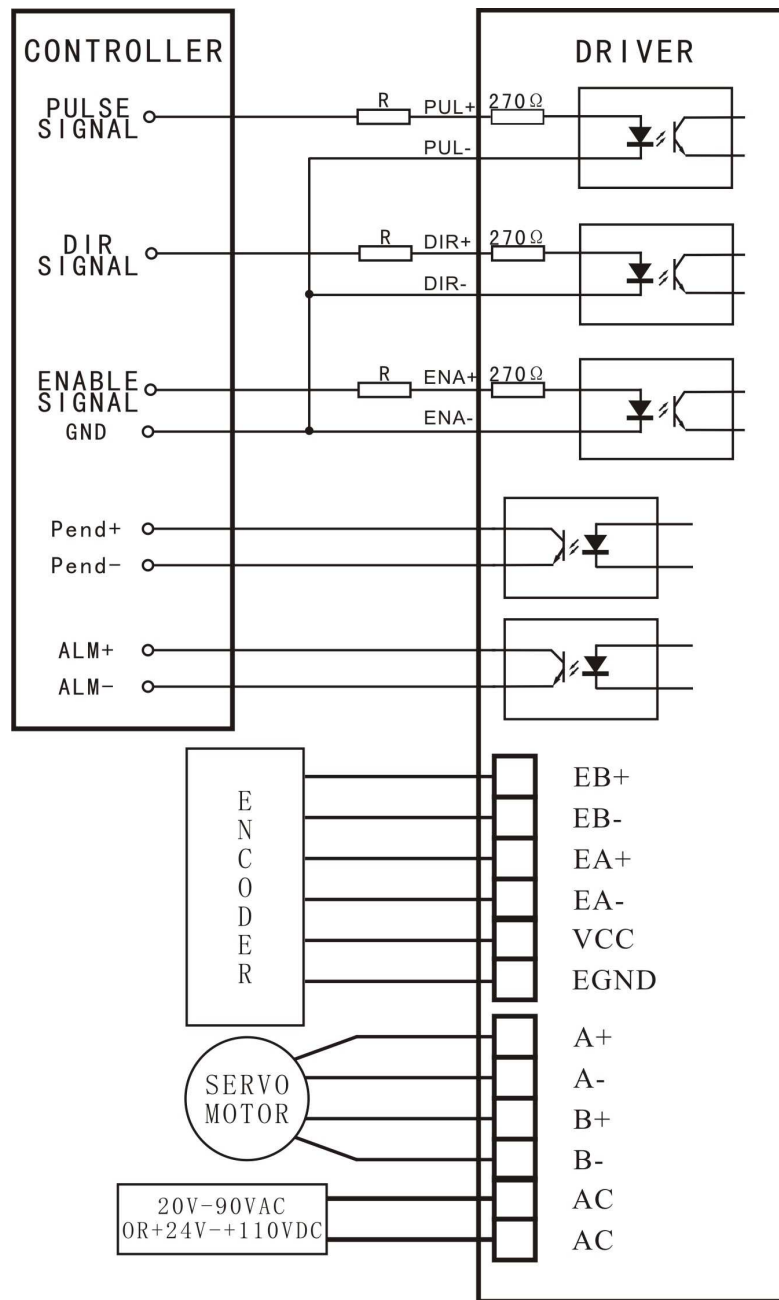 CONTROLLER
DRIVER
PULSE
SIGNAL
R
PUL+
270Ω
PUL-
DIR
SIGNAL
R
DIR+
270Ω
DIR-
ENABLE
SIGNAL
R
ENA+
270Ω
GND
ENA-
Pend+
Pend-
ALM+
ALM-
ENCODER
EB+
EB-
EA+
EA-
VCC
EGND
SERVO
MOTOR
A+
A-
B+
B-
20V-90VAC
OR+24V-+110VDC
AC
AC